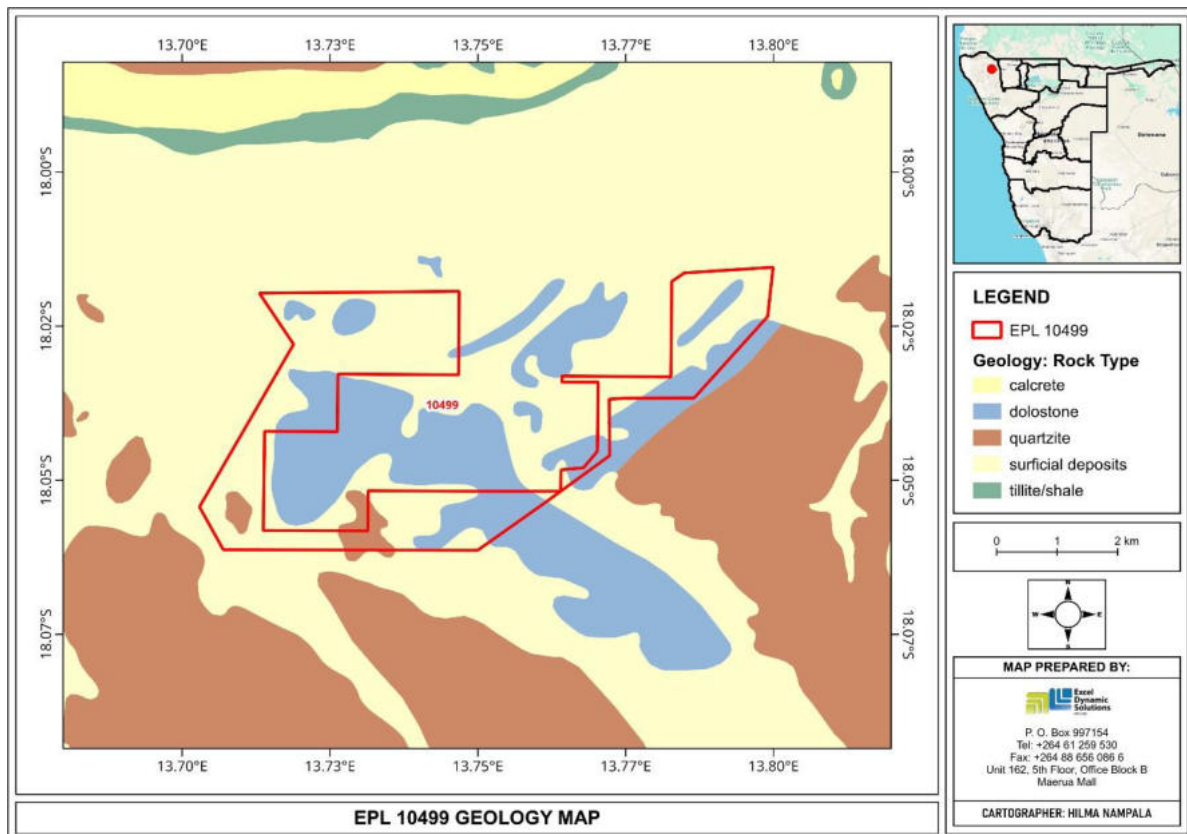 13.70°E 13.73°E 13.75°E 13.77°E 13.80°E
18.00°S 18.00°S
18.02°S 18.02°S
10499
18.05°S 18.05°S
18.07°S 18.07°S
13.70°E 13.73°E 13.75°E 13.77°E 13.80°E
EPL 10499 GEOLOGY MAP
Botswana
LEGEND
EPL 10499
Geology: Rock Type
calcrete
dolostone
quartzite
surficial deposits
tillite/shale
0 1 2 km
N
W E
S
MAP PREPARED BY:
Excel
Dynamic
Solutions
P. O. Box 997154
Tel: +264 61 259 530
Fax: +264 88 656 086 6
Unit 162, 5th Floor, Office Block B
Maerua Mall
CARTOGRAPHER: HILMA NAMPALA